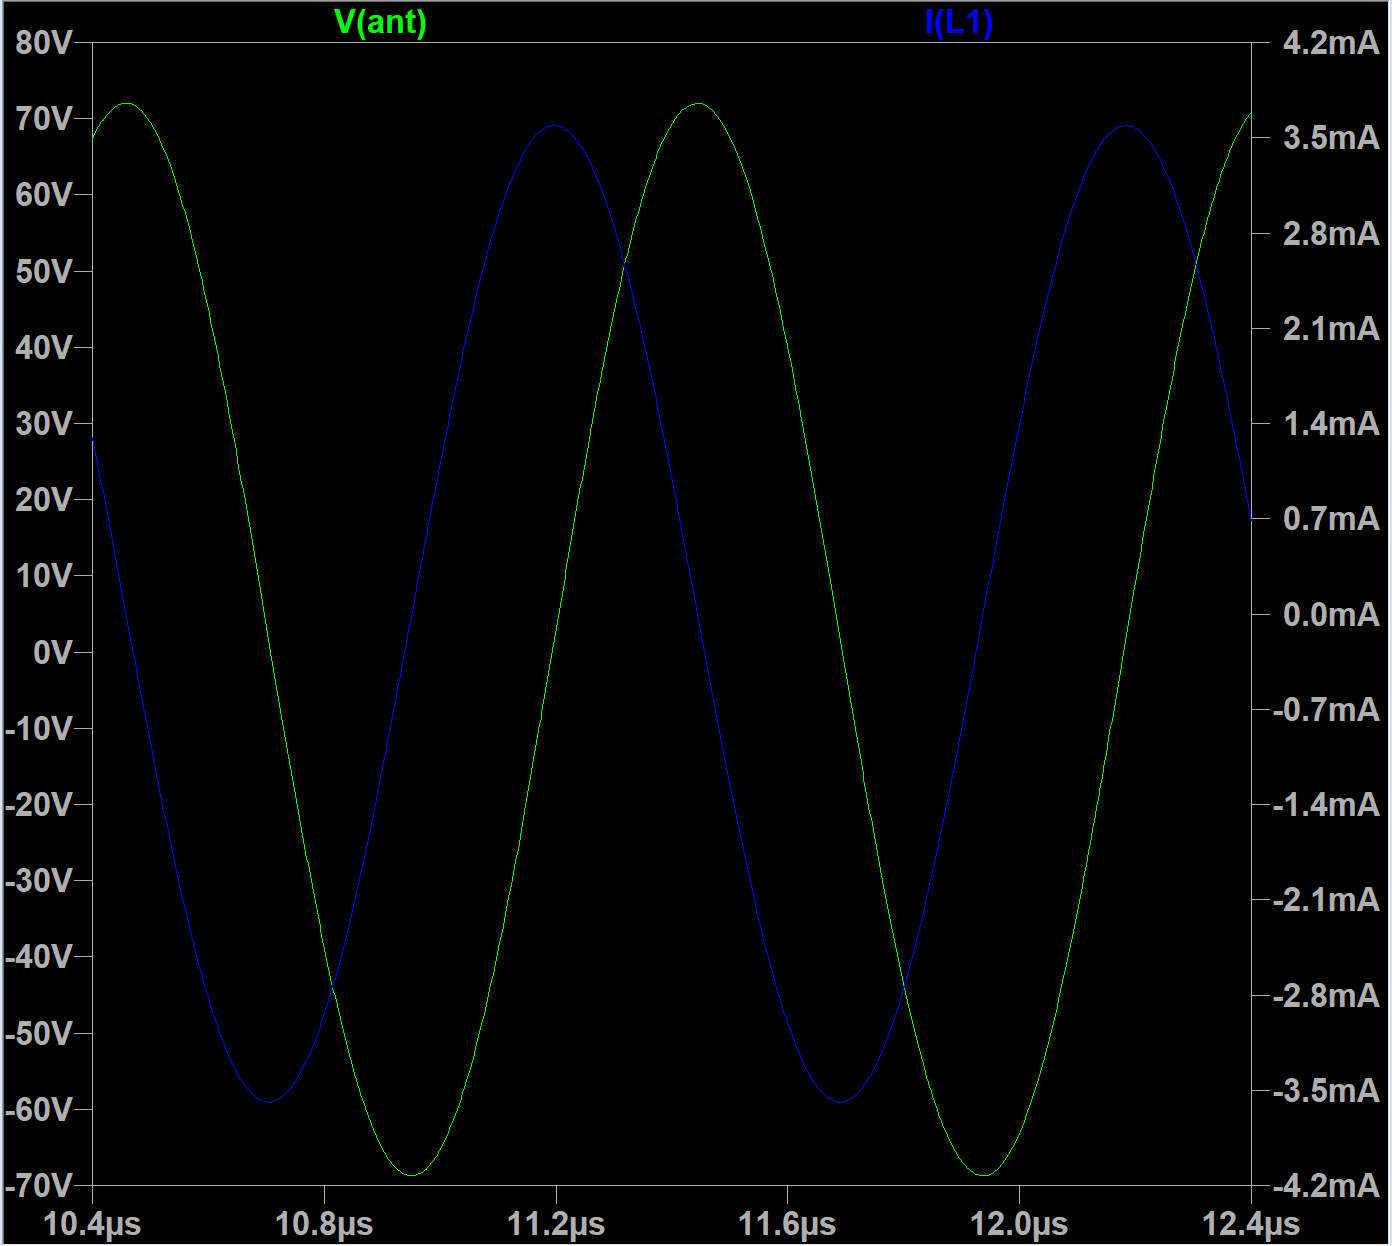 V(ant) I(L1)
80V 4.2mA
70V 3.5mA
60V 2.8mA
50V 2.1mA
40V 1.4mA
30V 0.7mA
20V 0.0mA
10V -0.7mA
0V -1.4mA
-10V -2.1mA
-20V -2.8mA
-30V -3.5mA
-40V -4.2mA
-50V
-60V
-70V
10.4µs 10.8µs 11.2µs 11.6µs 12.0µs 12.4µs